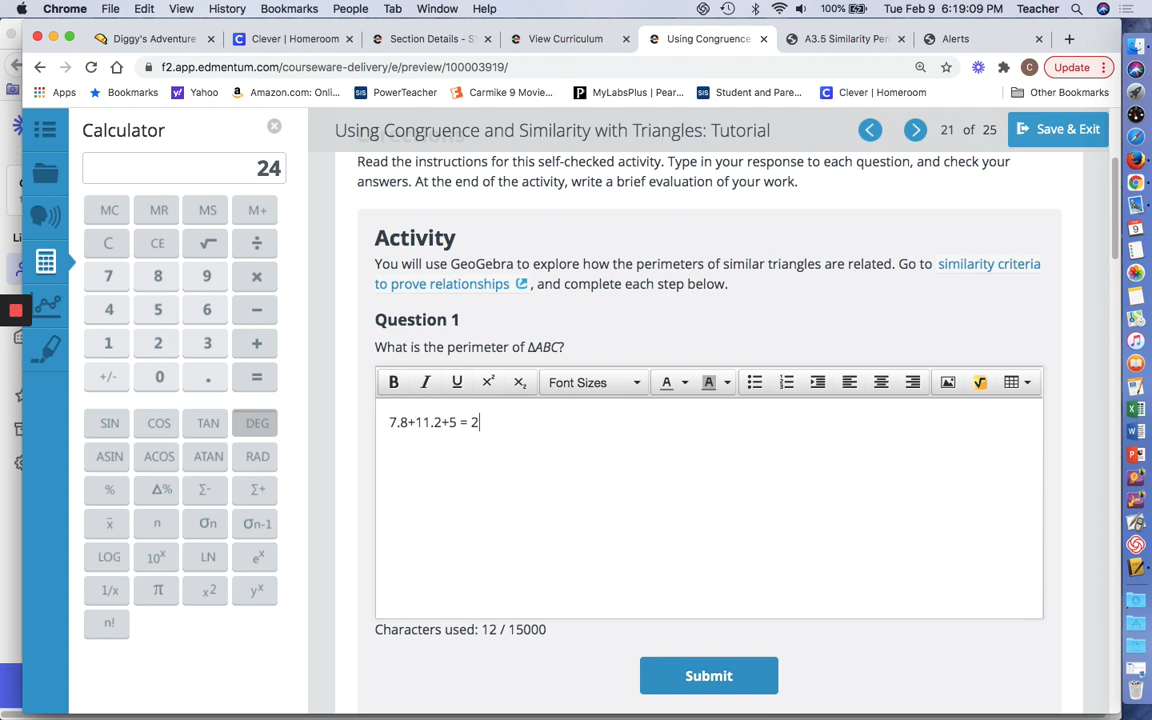 Chrome File Edit View History Bookmarks People Tab Window Help 100% Tue Feb 9 6:19:09 PM Teacher
Diggy's Adventure Clever | Homeroom Section Details - S View Curriculum Using Congruence A3.5 Similarity Per Alerts
f2.app.edmentum.com/courseware-delivery/e/preview/100003919/ C Update
Apps Bookmarks Yahoo Amazon.com: Onli... SIS PowerTeacher Carmike 9 Movie... MyLabsPlus | Pear... SIS Student and Pare... Clever | Homeroom Other Bookmarks
Calculator
24
MC MR MS M+
C CE √ ÷
7 8 9 ×
4 5 6 −
1 2 3 +
+/- 0 . =
SIN COS TAN DEG
ASIN ACOS ATAN RAD
% Δ% Σ- Σ+
x̄ n σn σn-1
LOG 10ˣ LN eˣ
1/x π x2 yˣ
n!
Using Congruence and Similarity with Triangles: Tutorial 21 of 25 Save & Exit
Read the instructions for this self-checked activity. Type in your response to each question, and check your
answers. At the end of the activity, write a brief evaluation of your work.
Activity
You will use GeoGebra to explore how the perimeters of similar triangles are related. Go to similarity criteria
to prove relationships , and complete each step below.
Question 1
What is the perimeter of ΔABC?
B I U x² x₂ Font Sizes A A
7.8+11.2+5 = 2
Characters used: 12 / 15000
Submit